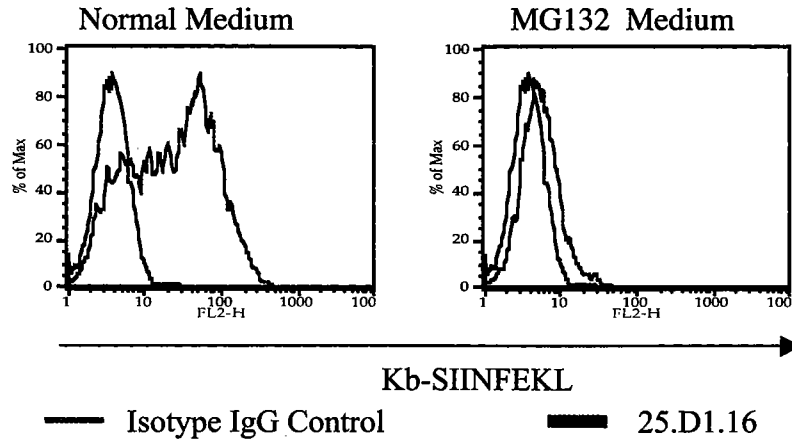 Normal Medium
MG132 Medium
100
80
60
40
20
0
% of Max
1 10 100 1000 100
FL2-H
100
80
60
40
20
0
% of Max
1 10 100 1000 100
FL2-H
Kb-SIINFEKL
Isotype IgG Control
25.D1.16